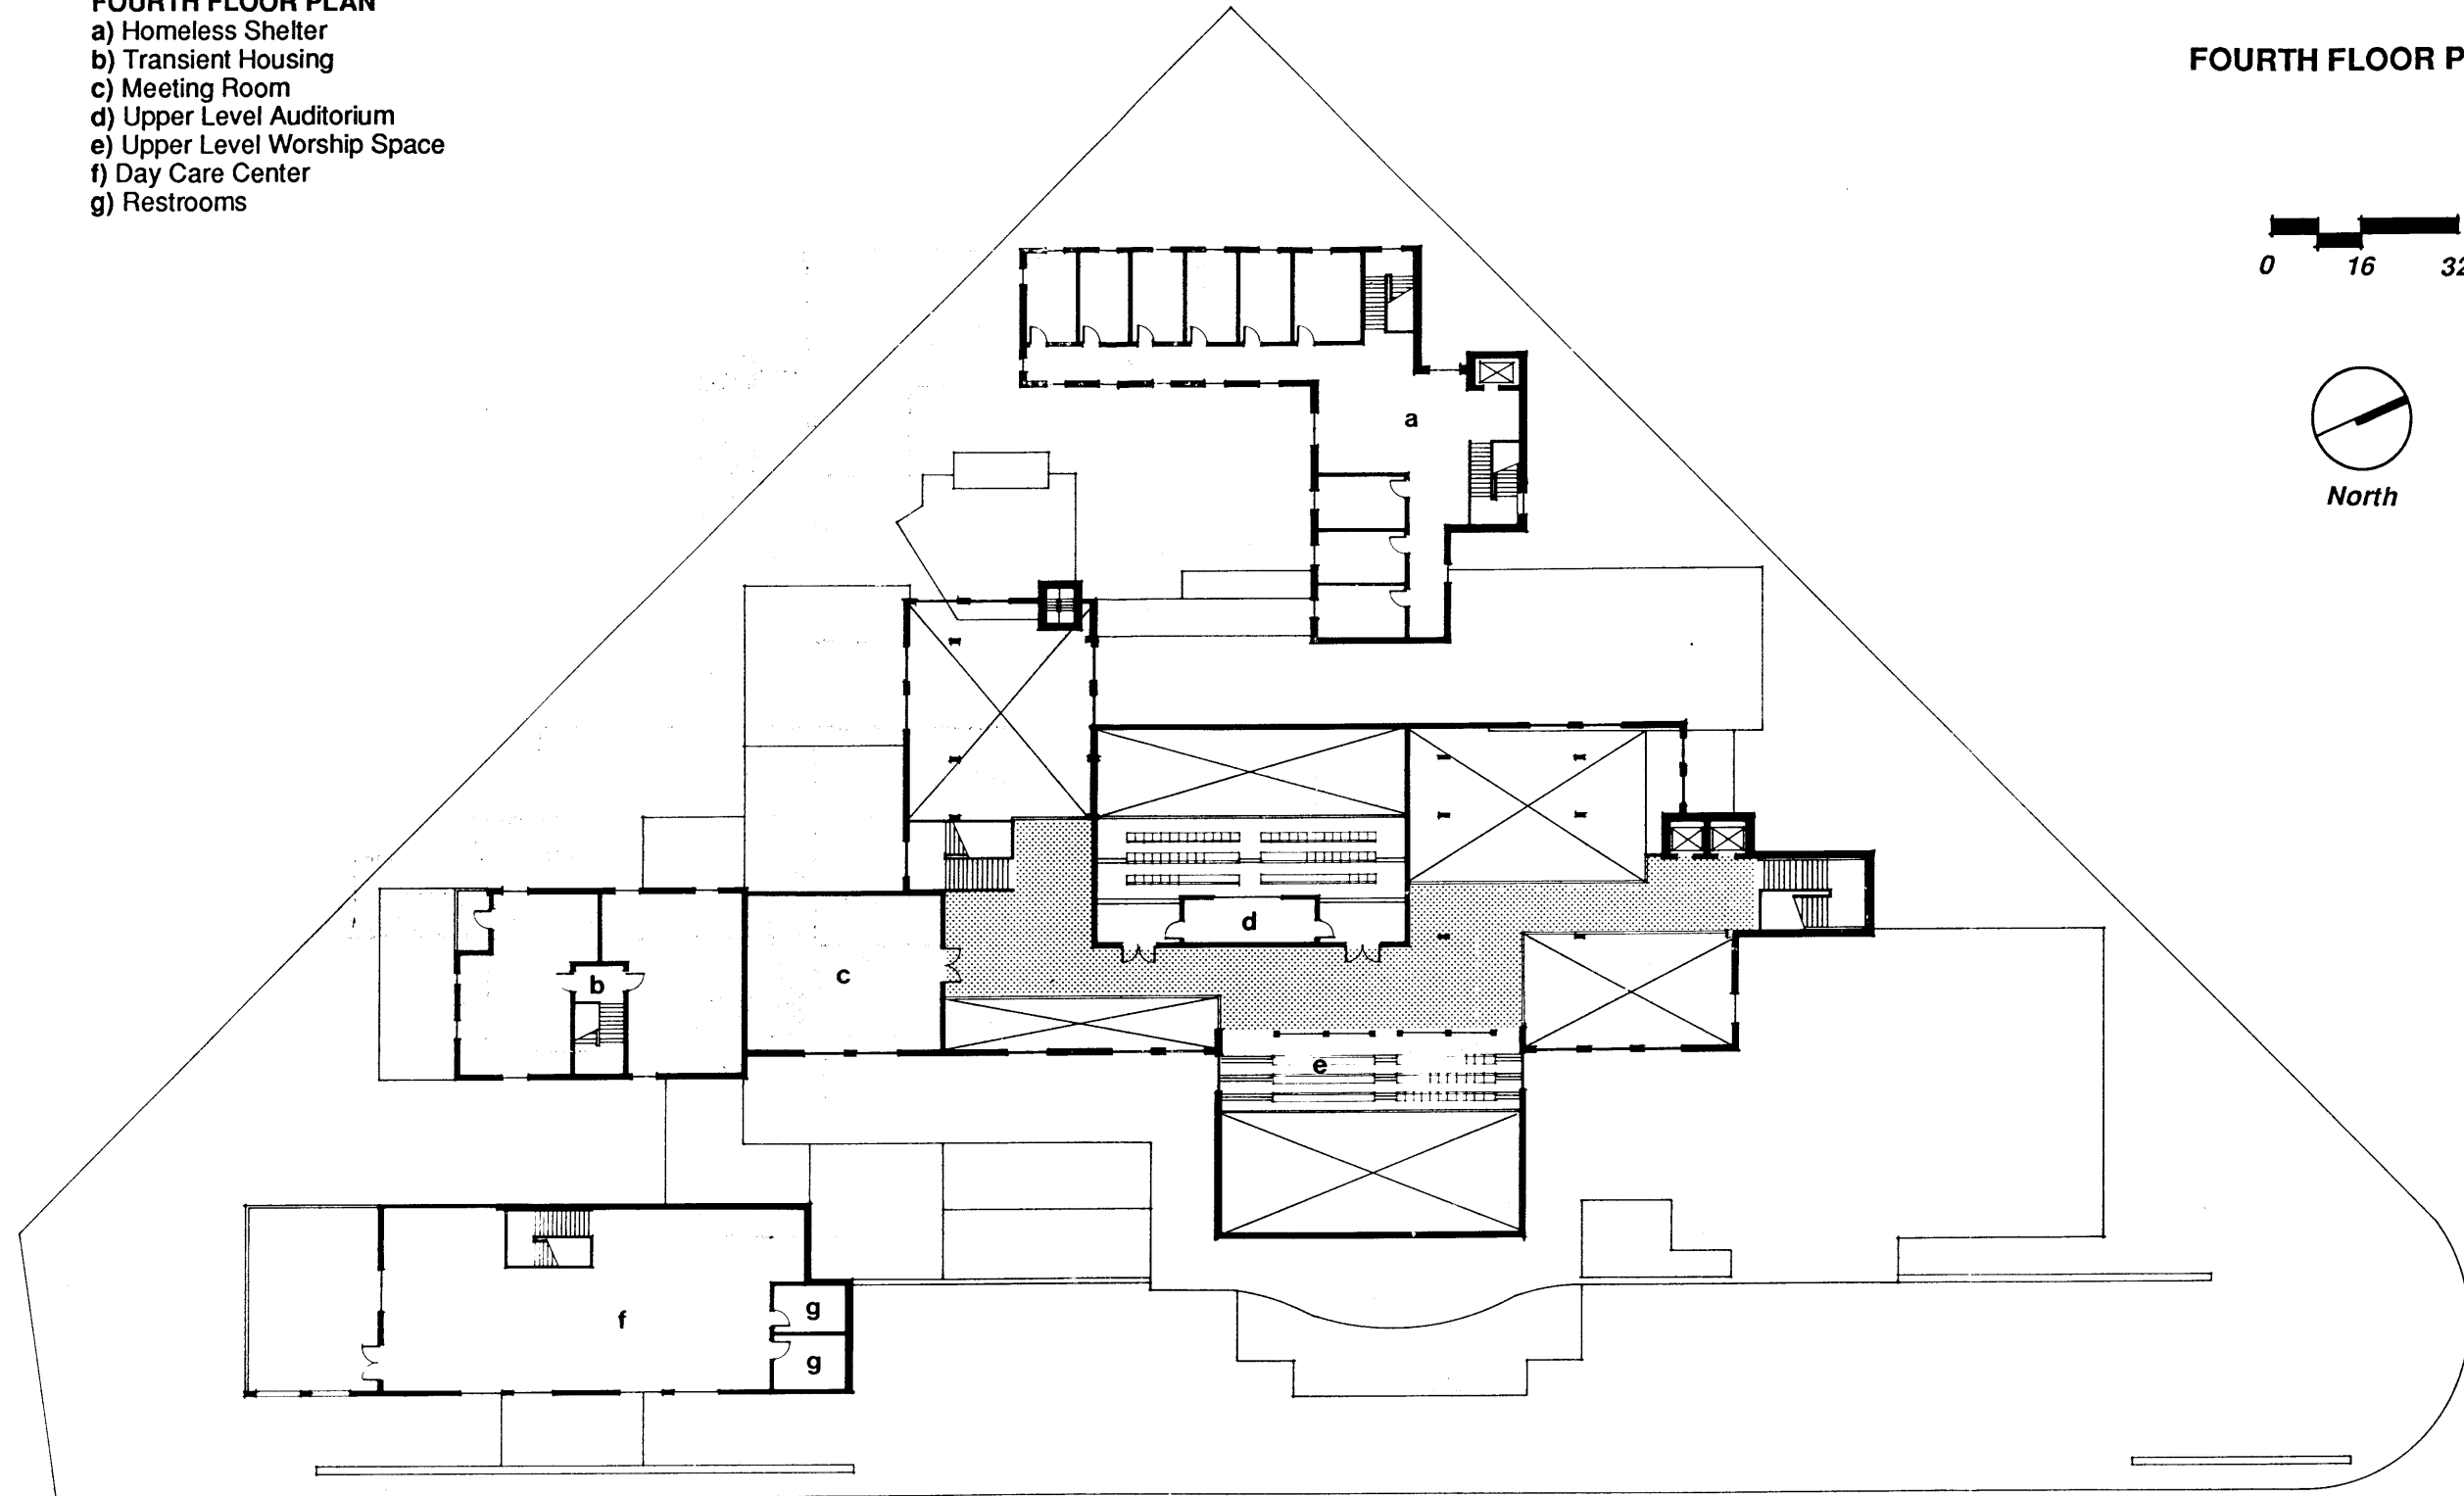 FOURTH FLOOR PLAN
a) Homeless Shelter
b) Transient Housing
c) Meeting Room
d) Upper Level Auditorium
e) Upper Level Worship Space
f) Day Care Center
g) Restrooms
FOURTH FLOOR P
0 16 32
North
a
d
c
b
e
g
f
g